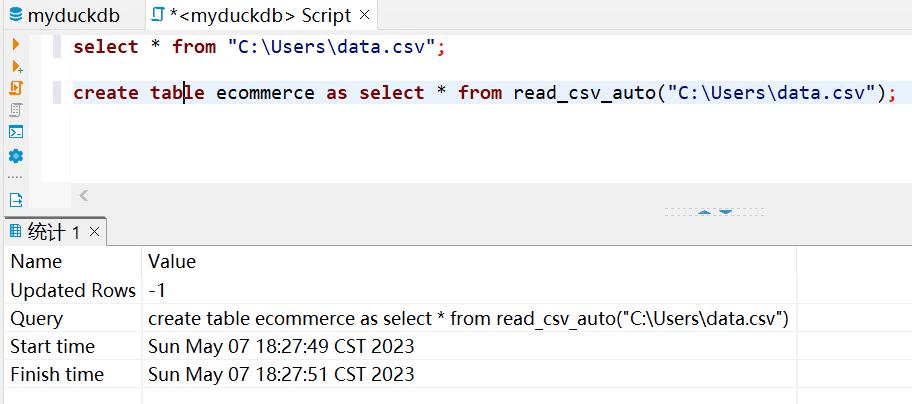 myduckdb
*<myduckdb> Script
select * from "C:\Users\data.csv";
create table ecommerce as select * from read_csv_auto("C:\Users\data.csv");
统计 1
Name Value
Updated Rows -1
Query create table ecommerce as select * from read_csv_auto("C:\Users\data.csv")
Start time Sun May 07 18:27:49 CST 2023
Finish time Sun May 07 18:27:51 CST 2023